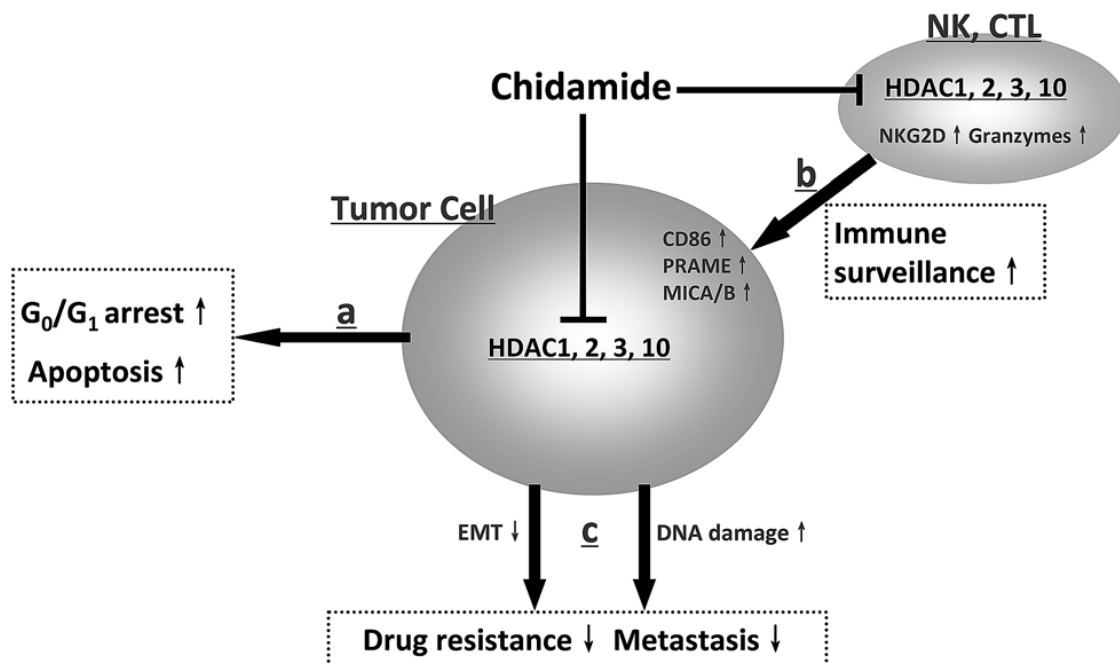 NK, CTL
Chidamide
HDAC1, 2, 3, 10
NKG2D ↑ Granzymes ↑
b
Tumor Cell
CD86 ↑
PRAME ↑
MICA/B ↑
Immune
surveillance ↑
G₀/G₁ arrest ↑
Apoptosis ↑
a
HDAC1, 2, 3, 10
EMT ↓
c
DNA damage ↑
Drug resistance ↓ Metastasis ↓